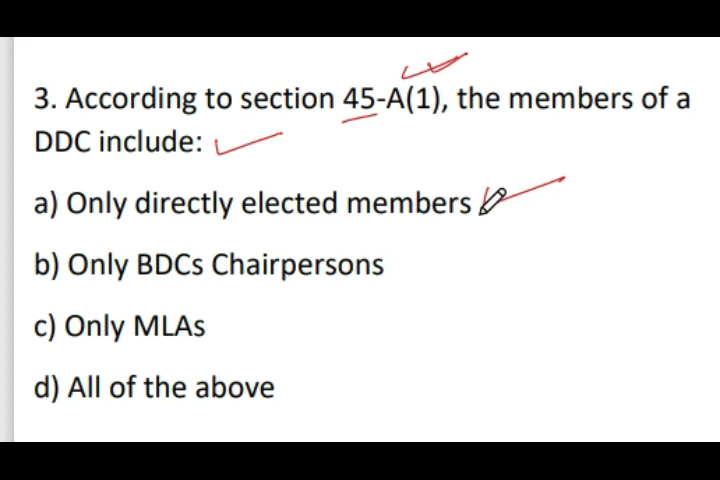 3. According to section 45-A(1), the members of a
DDC include:
a) Only directly elected members
b) Only BDCs Chairpersons
c) Only MLAs
d) All of the above